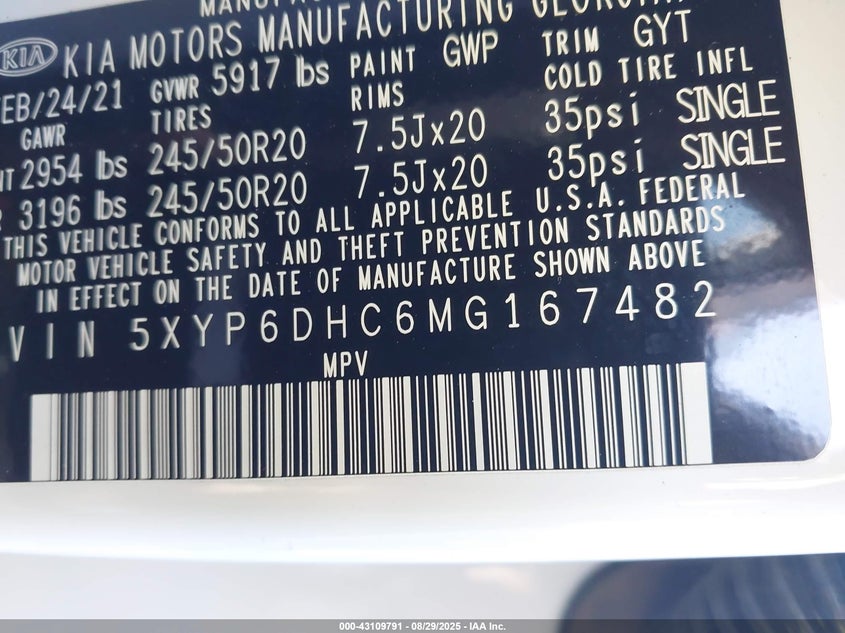 MANUFA
KIA KIA MOTORS MANUFACTURING GEORGIA
EB/24/21 GVWR 5917 lbs PAINT GWP TRIM GYT
GAWR TIRES RIMS COLD TIRE INFL
NT 2954 lbs 245/50R20 7.5Jx20 35psi SINGLE
3196 lbs 245/50R20 7.5Jx20 35psi SINGLE
THIS VEHICLE CONFORMS TO ALL APPLICABLE U.S.A. FEDERAL
MOTOR VEHICLE SAFETY AND THEFT PREVENTION STANDARDS
IN EFFECT ON THE DATE OF MANUFACTURE SHOWN ABOVE
VIN 5XYP6DHC6MG167482
MPV
000-43109791 - 08/29/2025 - IAA Inc.